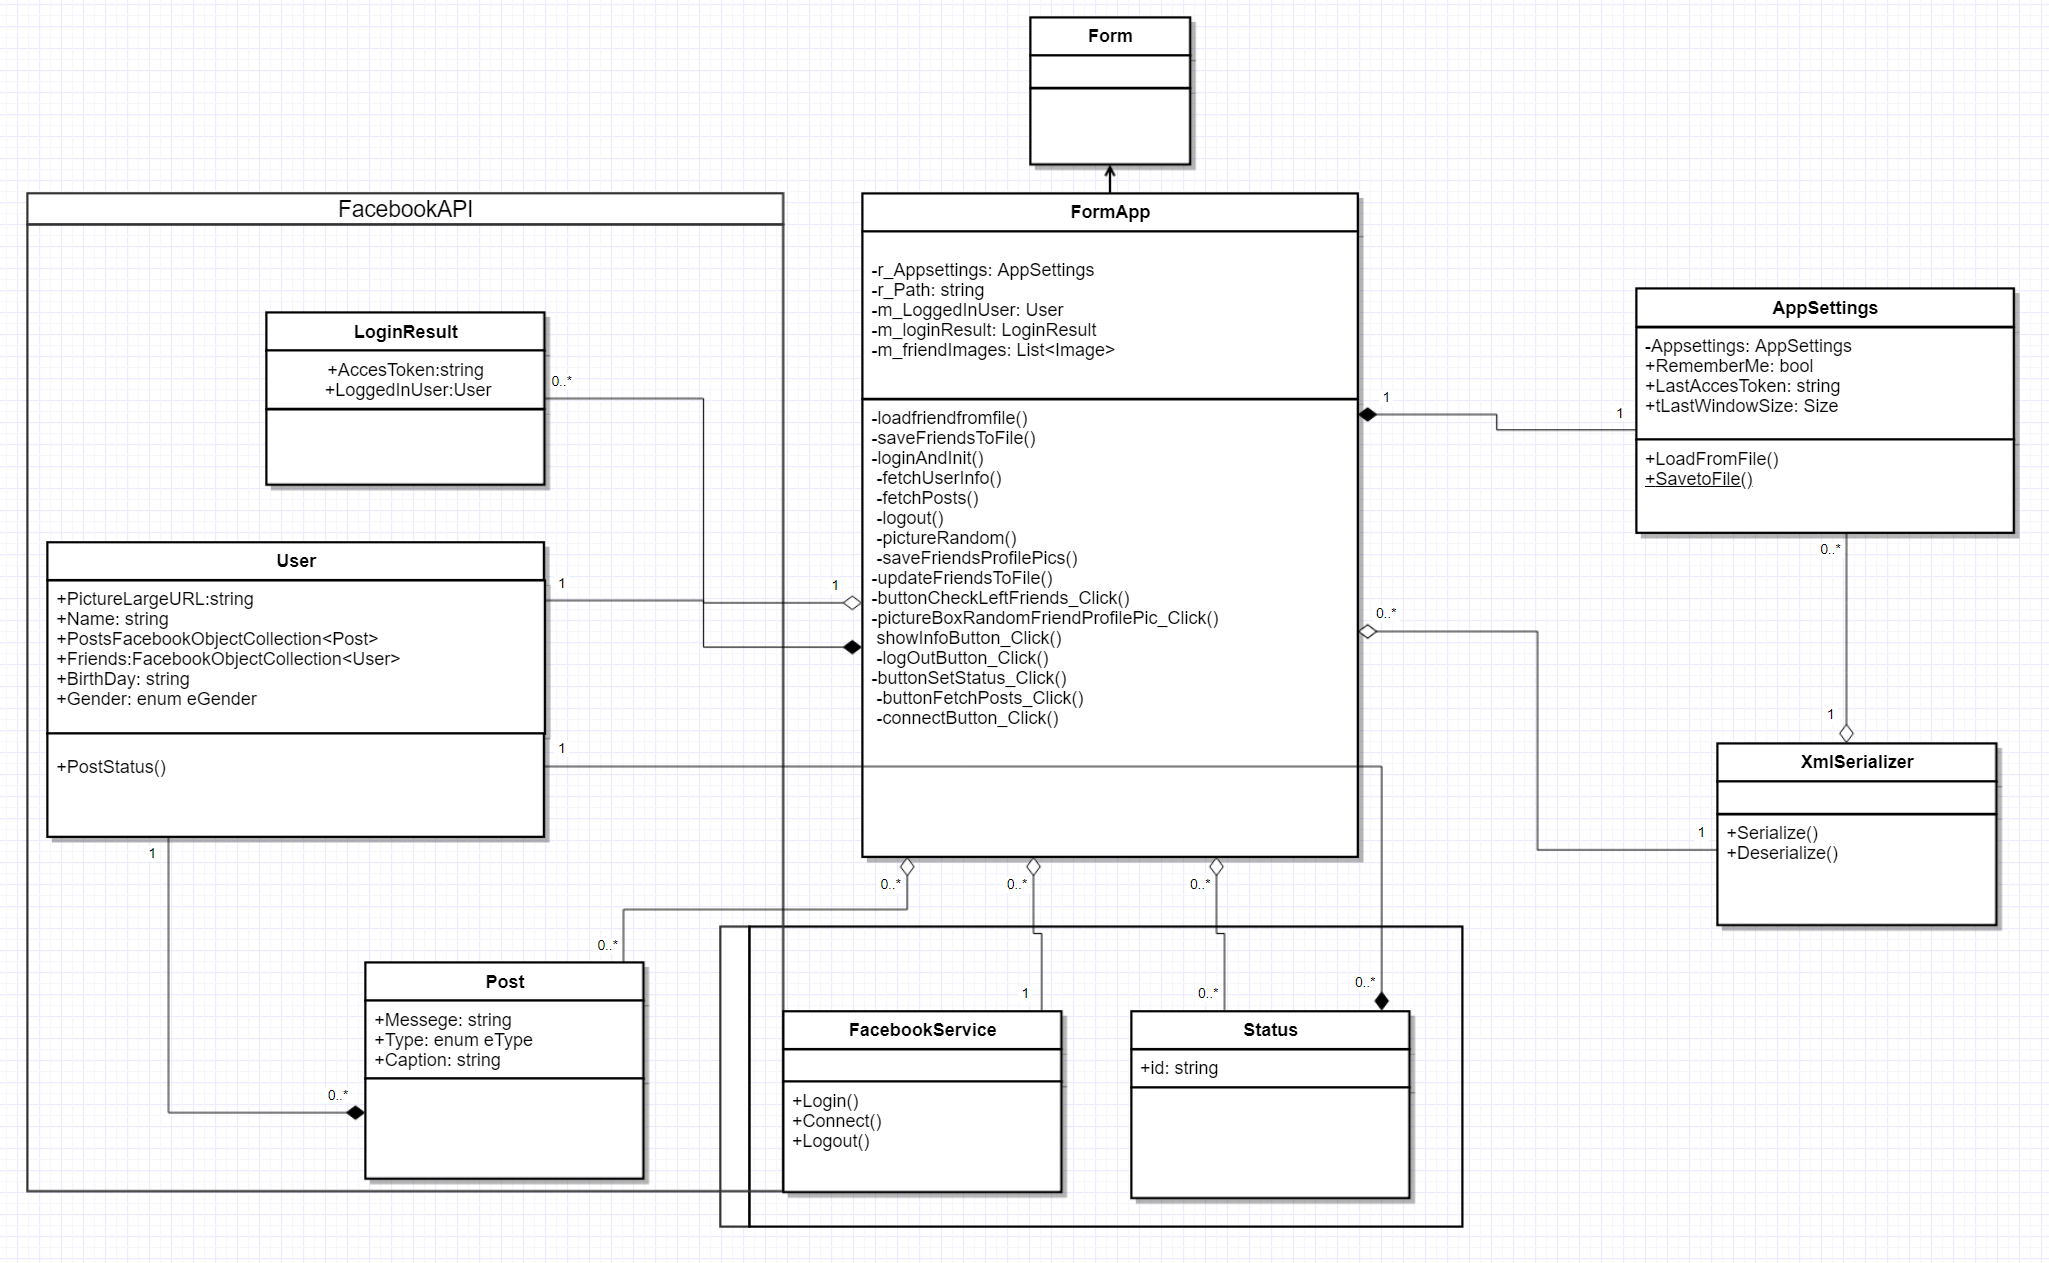 Form
FacebookAPI
FormApp
-r_Appsettings: AppSettings
-r_Path: string
-m_LoggedInUser: User
-m_loginResult: LoginResult
-m_friendImages: List<Image>
-loadfriendfromfile()
-saveFriendsToFile()
-loginAndInit()
-fetchUserInfo()
-fetchPosts()
-logout()
-pictureRandom()
-saveFriendsProfilePics()
-updateFriendsToFile()
-buttonCheckLeftFriends_Click()
-pictureBoxRandomFriendProfilePic_Click()
showInfoButton_Click()
-logOutButton_Click()
-buttonSetStatus_Click()
-buttonFetchPosts_Click()
-connectButton_Click()
LoginResult
+AccesToken:string
+LoggedInUser:User
0..*
AppSettings
-Appsettings: AppSettings
+RememberMe: bool
+LastAccesToken: string
+tLastWindowSize: Size
+LoadFromFile()
+SavetoFile()
1
1
0..*
User
+PictureLargeURL:string
+Name: string
+PostsFacebookObjectCollection<Post>
+Friends:FacebookObjectCollection<User>
+BirthDay: string
+Gender: enum eGender
+PostStatus()
1
1
0..*
1
1
1
XmlSerializer
+Serialize()
+Deserialize()
1
0..*
0..*
0..*
0..*
Post
+Messege: string
+Type: enum eType
+Caption: string
0..*
1
0..*
0..*
FacebookService
+Login()
+Connect()
+Logout()
Status
+id: string